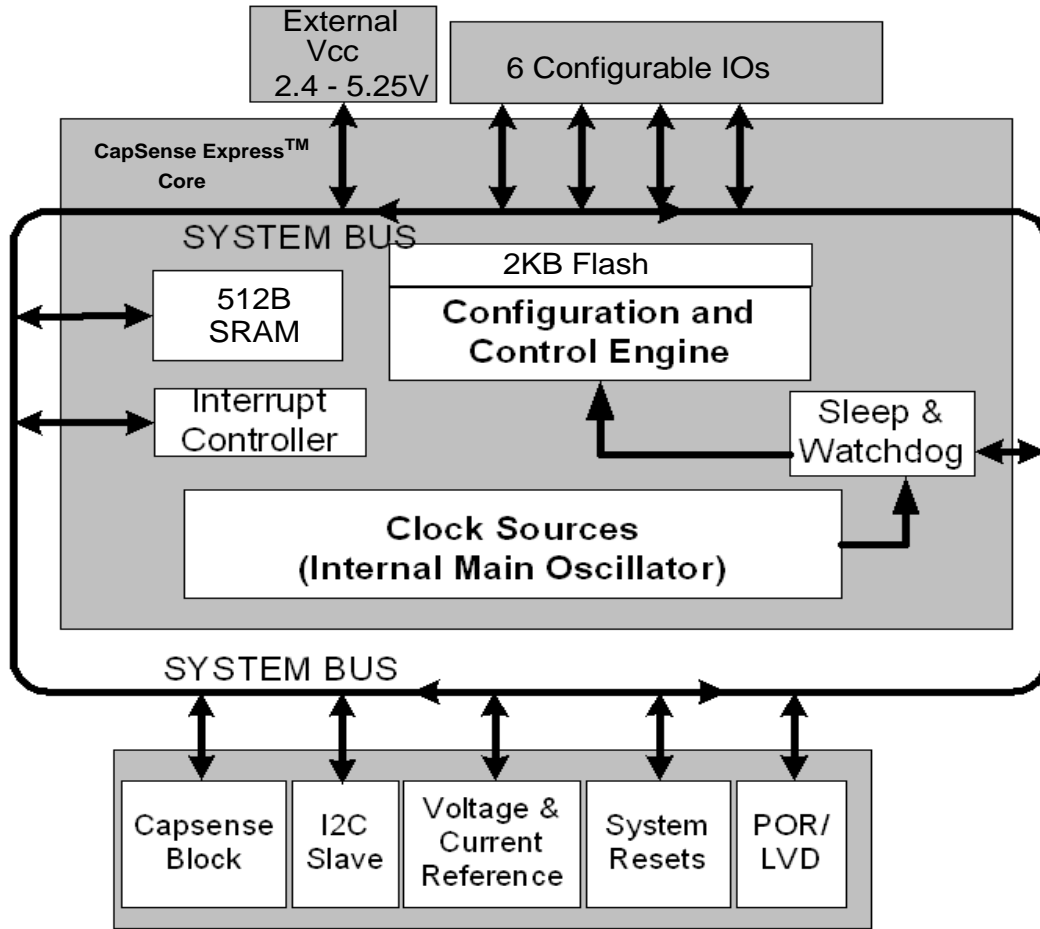 External
Vcc
2.4 - 5.25V
6 Configurable IOs
CapSense Express™
Core
SYSTEM BUS
2KB Flash
512B
SRAM
Configuration and
Control Engine
Interrupt
Controller
Sleep &
Watchdog
Clock Sources
(Internal Main Oscillator)
SYSTEM BUS
Capsense
Block
I2C
Slave
Voltage &
Current
Reference
System
Resets
POR/
LVD